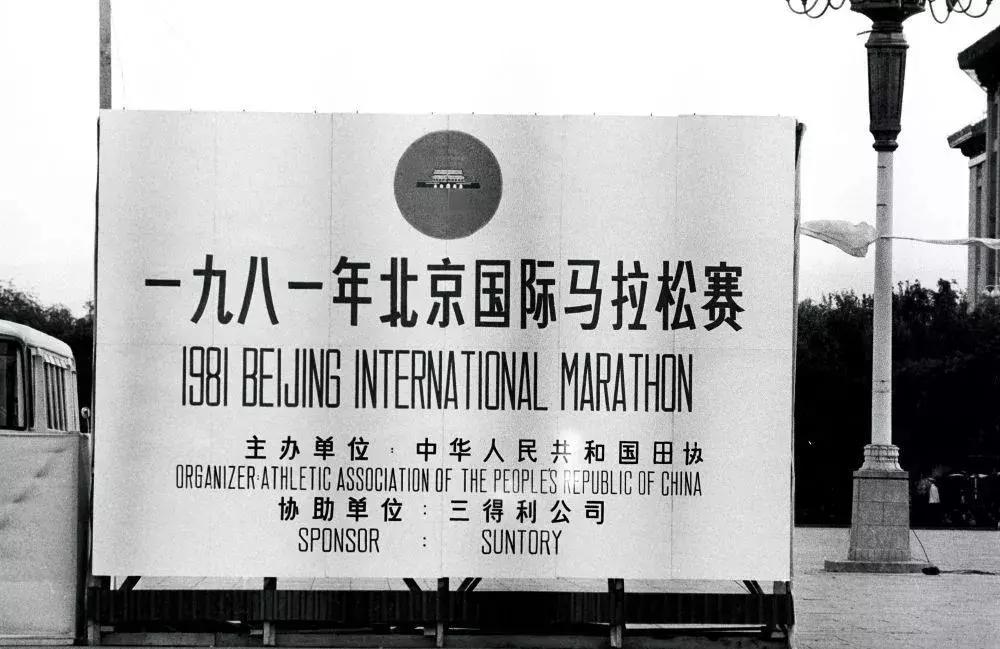 一九八一年北京国际马拉松赛
1981 BEIJING INTERNATIONAL MARATHON
主办单位：中华人民共和国田协
ORGANIZER:ATHLETIC ASSOCIATION OF THE PEOPLE'S REPUBLIC OF CHINA
协助单位：三得利公司
SPONSOR : SUNTORY